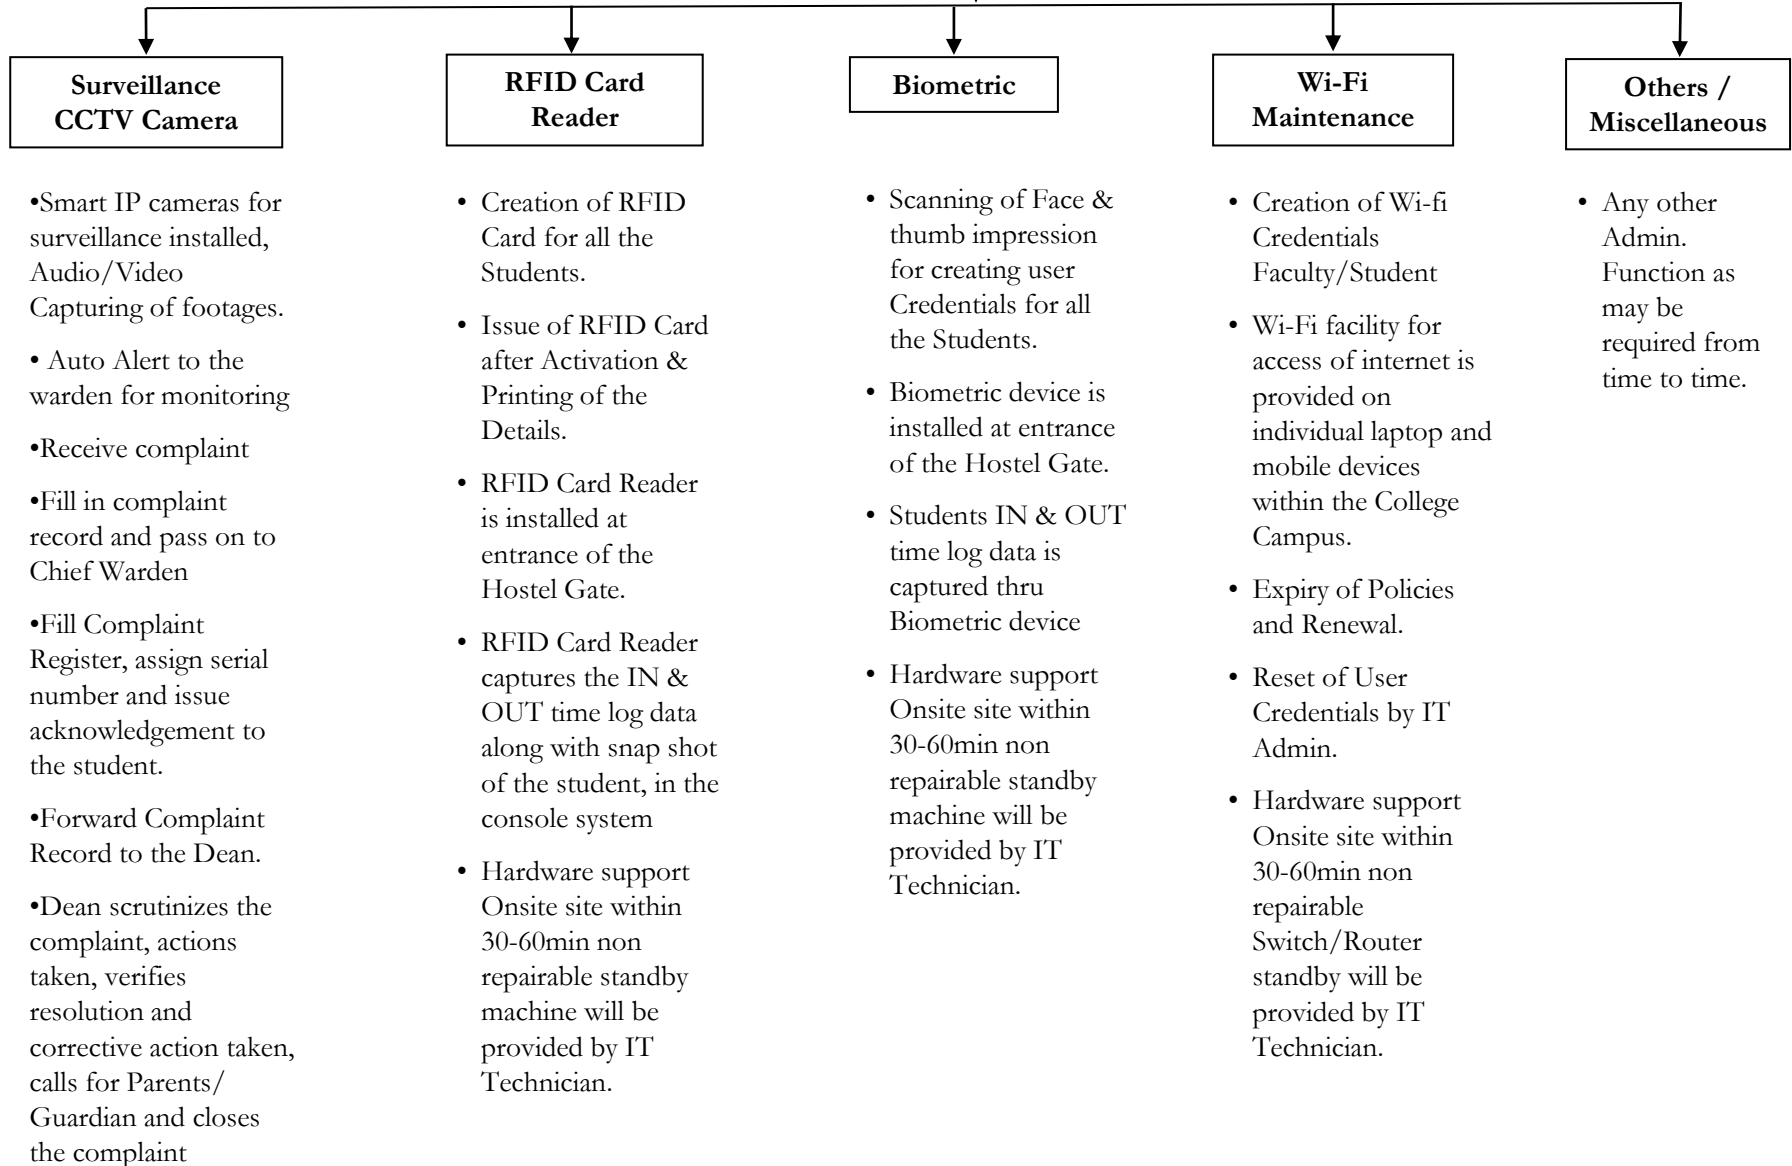 Surveillance
CCTV Camera
•Smart IP cameras for
surveillance installed,
Audio/Video
Capturing of footages.
• Auto Alert to the
warden for monitoring
•Receive complaint
•Fill in complaint
record and pass on to
Chief Warden
•Fill Complaint
Register, assign serial
number and issue
acknowledgement to
the student.
•Forward Complaint
Record to the Dean.
•Dean scrutinizes the
complaint, actions
taken, verifies
resolution and
corrective action taken,
calls for Parents/
Guardian and closes
the complaint
RFID Card
Reader
• Creation of RFID
Card for all the
Students.
• Issue of RFID Card
after Activation &
Printing of the
Details.
• RFID Card Reader
is installed at
entrance of the
Hostel Gate.
• RFID Card Reader
captures the IN &
OUT time log data
along with snap shot
of the student, in the
console system
• Hardware support
Onsite site within
30-60min non
repairable standby
machine will be
provided by IT
Technician.
Biometric
• Scanning of Face &
thumb impression
for creating user
Credentials for all
the Students.
• Biometric device is
installed at entrance
of the Hostel Gate.
• Students IN & OUT
time log data is
captured thru
Biometric device
• Hardware support
Onsite site within
30-60min non
repairable standby
machine will be
provided by IT
Technician.
Wi-Fi
Maintenance
• Creation of Wi-fi
Credentials
Faculty/Student
• Wi-Fi facility for
access of internet is
provided on
individual laptop and
mobile devices
within the College
Campus.
• Expiry of Policies
and Renewal.
• Reset of User
Credentials by IT
Admin.
• Hardware support
Onsite site within
30-60min non
repairable
Switch/Router
standby will be
provided by IT
Technician.
Others /
Miscellaneous
• Any other
Admin.
Function as
may be
required from
time to time.